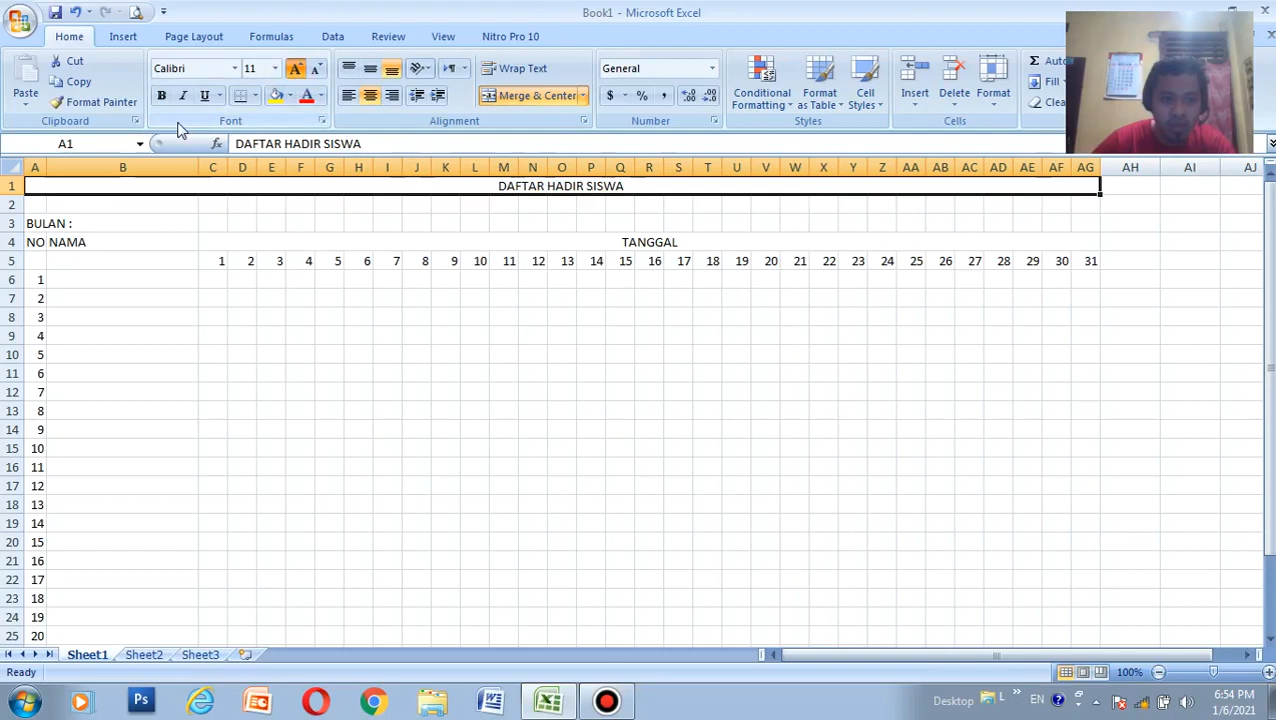 Book1 - Microsoft Excel
Home Insert Page Layout Formulas Data Review View Nitro Pro 10
Paste Cut Copy Format Painter Clipboard
Calibri 11 A A B I U A Font
Wrap Text Merge & Center Alignment
General $ % , Number
Conditional Formatting Format as Table Cell Styles Styles
Insert Delete Format Cells
Fill
A1 fx DAFTAR HADIR SISWA
A B C D E F G H I J K L M N O P Q R S T U V W X Y Z AA AB AC AD AE AF AG AH AI AJ
1 DAFTAR HADIR SISWA
2
3 BULAN :
4 NO NAMA TANGGAL
5 1 2 3 4 5 6 7 8 9 10 11 12 13 14 15 16 17 18 19 20 21 22 23 24 25 26 27 28 29 30 31
6 1
7 2
8 3
9 4
10 5
11 6
12 7
13 8
14 9
15 10
16 11
17 12
18 13
19 14
20 15
21 16
22 17
23 18
24 19
25 20
Sheet1 Sheet2 Sheet3
Ready 100%
Ps W Desktop L » EN 6:54 PM
1/6/2021